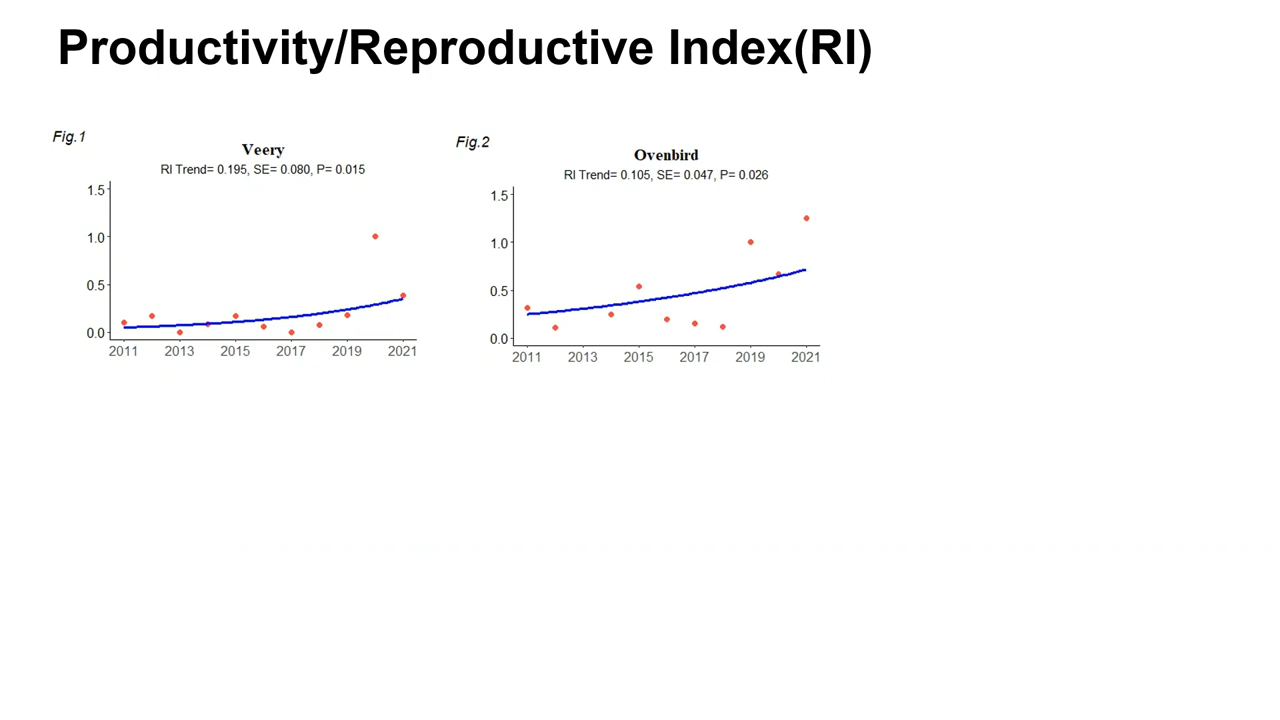 Productivity/Reproductive Index(RI)
Fig.1
Veery
RI Trend= 0.195, SE= 0.080, P= 0.015
1.5
1.0
0.5
0.0
2011 2013 2015 2017 2019 2021
Fig.2
Ovenbird
RI Trend= 0.105, SE= 0.047, P= 0.026
1.5
1.0
0.5
0.0
2011 2013 2015 2017 2019 2021